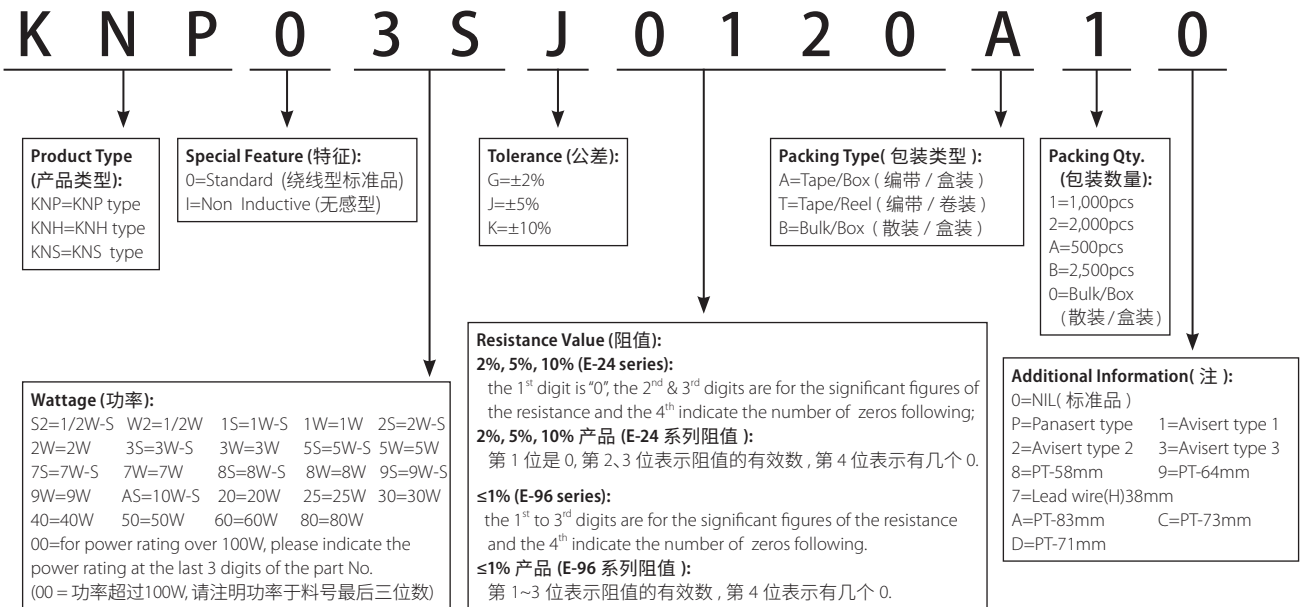 K N P 0 3 S J 0 1 2 0 A 1 0
Product Type
(产品类型):
KNP=KNP type
KNH=KNH type
KNS=KNS type
Special Feature (特征):
0=Standard (绕线型标准品)
I=Non Inductive (无感型)
Tolerance (公差):
G=±2%
J=±5%
K=±10%
Packing Type( 包装类型 ):
A=Tape/Box ( 编带 / 盒装 )
T=Tape/Reel ( 编带 / 卷装 )
B=Bulk/Box ( 散装 / 盒装 )
Packing Qty.
(包装数量):
1=1,000pcs
2=2,000pcs
A=500pcs
B=2,500pcs
0=Bulk/Box
(散装/盒装)
Wattage (功率):
S2=1/2W-S W2=1/2W 1S=1W-S 1W=1W 2S=2W-S
2W=2W 3S=3W-S 3W=3W 5S=5W-S 5W=5W
7S=7W-S 7W=7W 8S=8W-S 8W=8W 9S=9W-S
9W=9W AS=10W-S 20=20W 25=25W 30=30W
40=40W 50=50W 60=60W 80=80W
00=for power rating over 100W, please indicate the
power rating at the last 3 digits of the part No.
(00 = 功率超过100W, 请注明功率于料号最后三位数)
Resistance Value (阻值):
2%, 5%, 10% (E-24 series):
the 1st digit is “0”, the 2nd & 3rd digits are for the significant figures of
the resistance and the 4th indicate the number of zeros following;
2%, 5%, 10% 产品 (E-24 系列阻值 ):
第 1 位是 0, 第 2、3 位表示阻值的有效数 , 第 4 位表示有几个 0.
≤1% (E-96 series):
the 1st to 3rd digits are for the significant figures of the resistance
and the 4th indicate the number of zeros following.
≤1% 产品 (E-96 系列阻值 ):
第 1~3 位表示阻值的有效数 , 第 4 位表示有几个 0.
Additional Information( 注 ):
0=NIL( 标准品 )
P=Panasert type 1=Avisert type 1
2=Avisert type 2 3=Avisert type 3
8=PT-58mm 9=PT-64mm
7=Lead wire(H)38mm
A=PT-83mm C=PT-73mm
D=PT-71mm